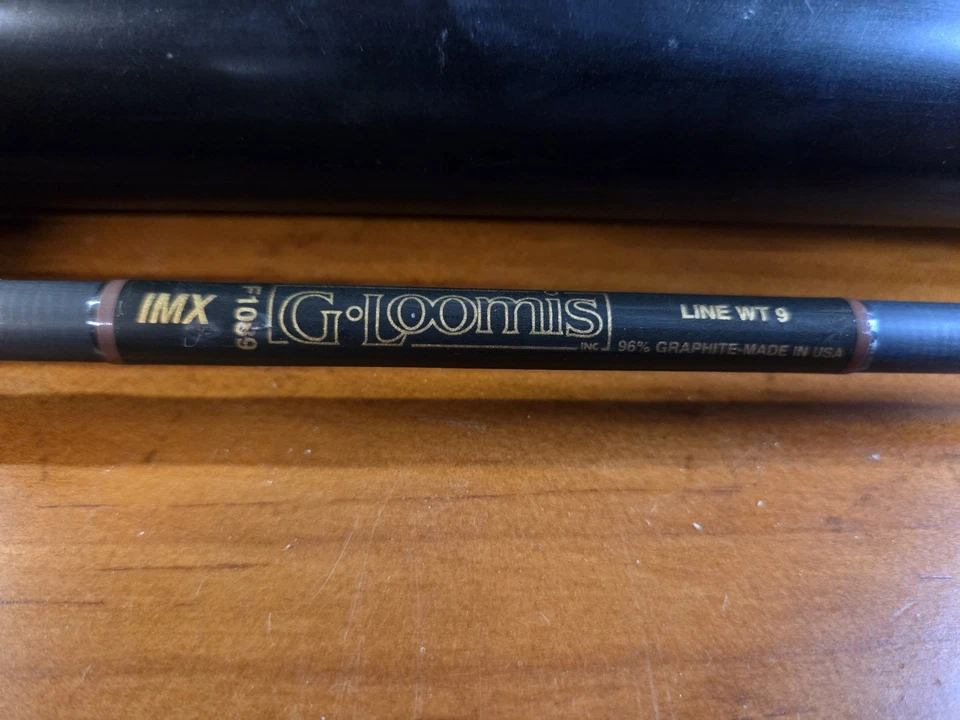 IMX
F1089
G·Loomis
INC.
LINE WT 9
96% GRAPHITE-MADE IN USA